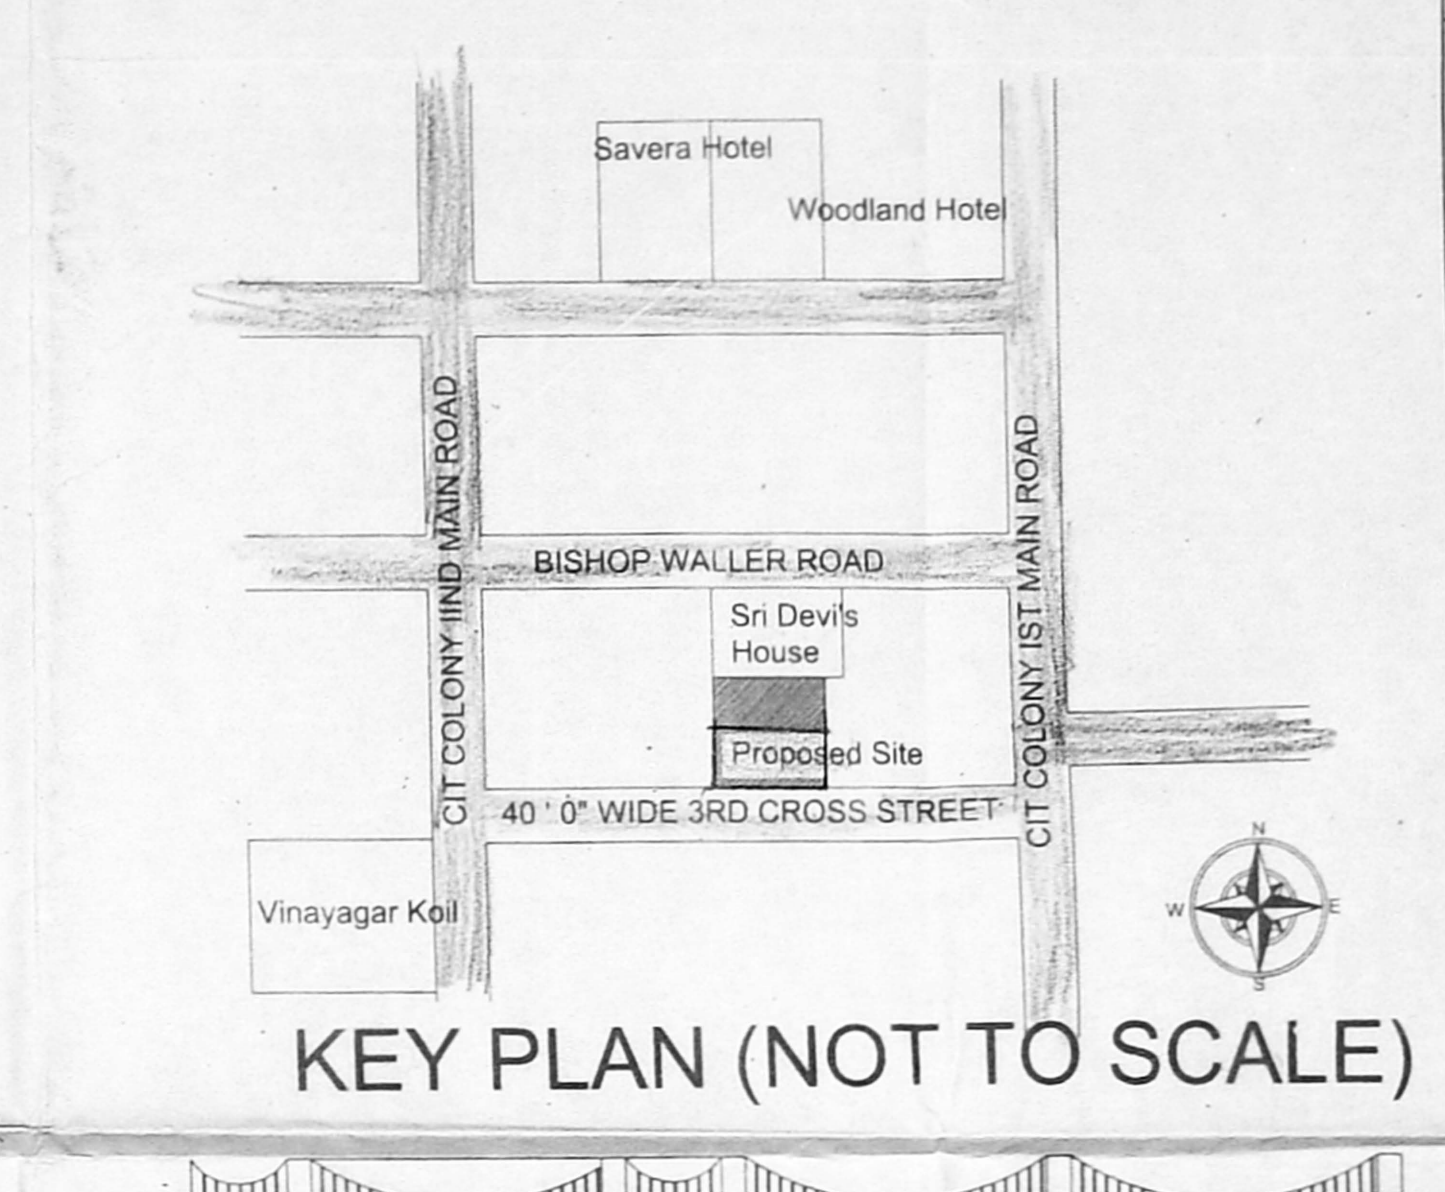 Savera Hotel
Woodland Hotel
CIT COLONY IIND MAIN ROAD
CIT COLONY IST MAIN ROAD
BISHOP WALLER ROAD
Sri Devi's
House
Proposed Site
40 ' 0" WIDE 3RD CROSS STREET
Vinayagar Koil
N
W
E
S
KEY PLAN (NOT TO SCALE)